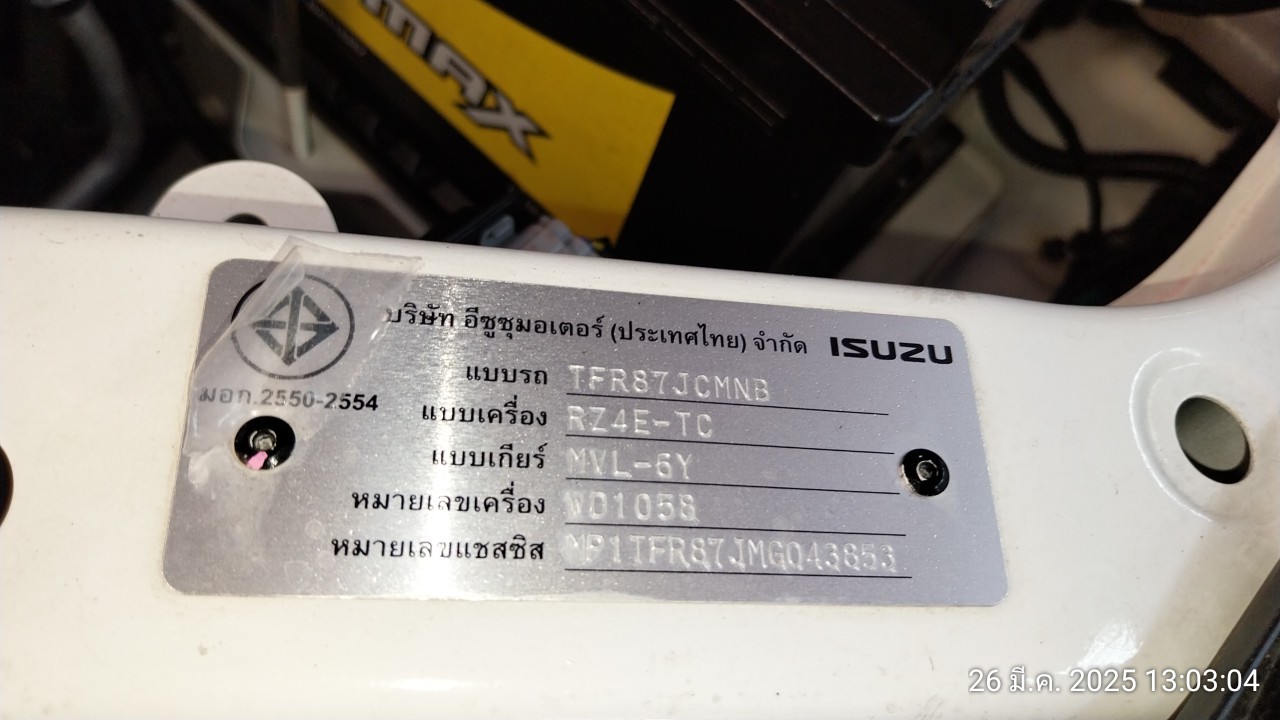 MAX
บริษัท อีซูซุมอเตอร์ (ประเทศไทย) จำกัด ISUZU
มอก.2550-2554
แบบรถ TFR87JCMNB
แบบเครื่อง RZ4E-TC
แบบเกียร์ MVL-6Y
หมายเลขเครื่อง WD1058
หมายเลขแชสซิส MP1TFR87JMG043853
26 มี.ค. 2025 13:03:04